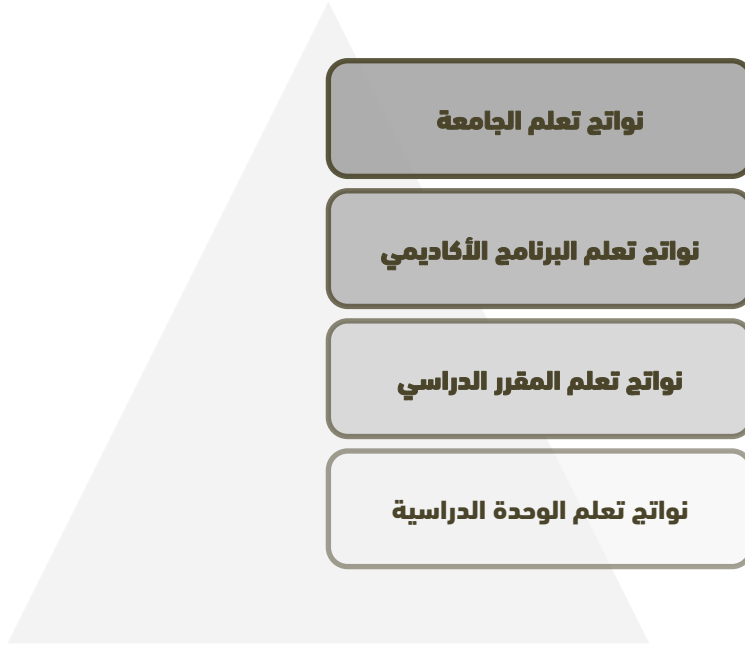 نواتج تعلم الجامعة
نواتج تعلم البرنامج الأكاديمي
نواتج تعلم المقرر الدراسي
نواتج تعلم الوحدة الدراسية